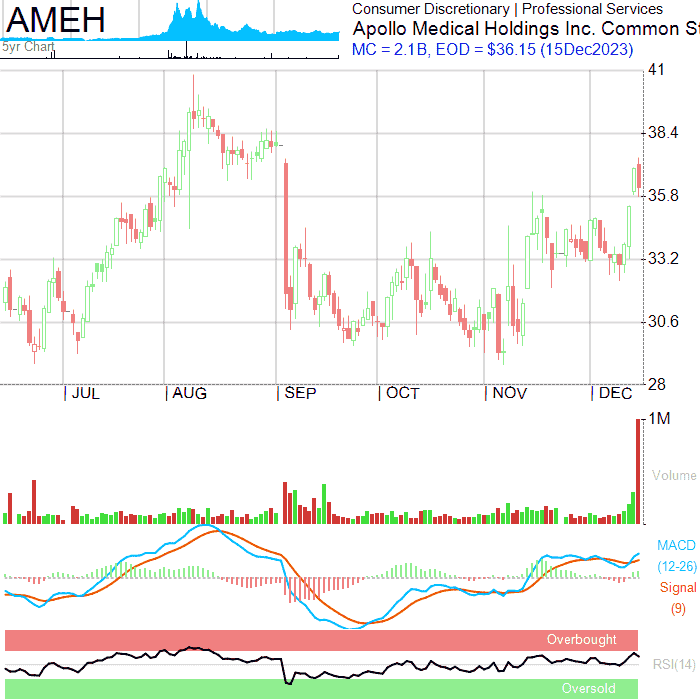 AMEH
5yr Chart
Consumer Discretionary | Professional Services
Apollo Medical Holdings Inc. Common St
MC = 2.1B, EOD = $36.15 (15Dec2023)
41
38.4
35.8
33.2
30.6
28
| JUL | AUG | SEP | OCT | NOV | DEC
1M
Volume
MACD
(12-26)
Signal
(9)
Overbought
RSI(14)
Oversold